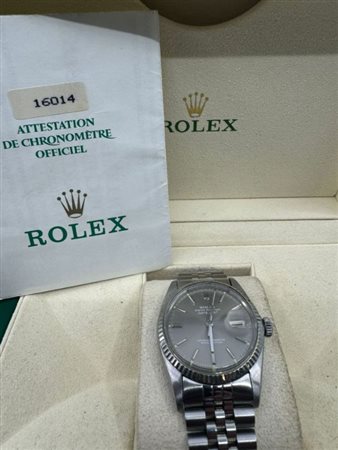 16014
ATTESTATION
DE CHRONOMÈTRE
OFFICIEL
ROLEX
ROLEX